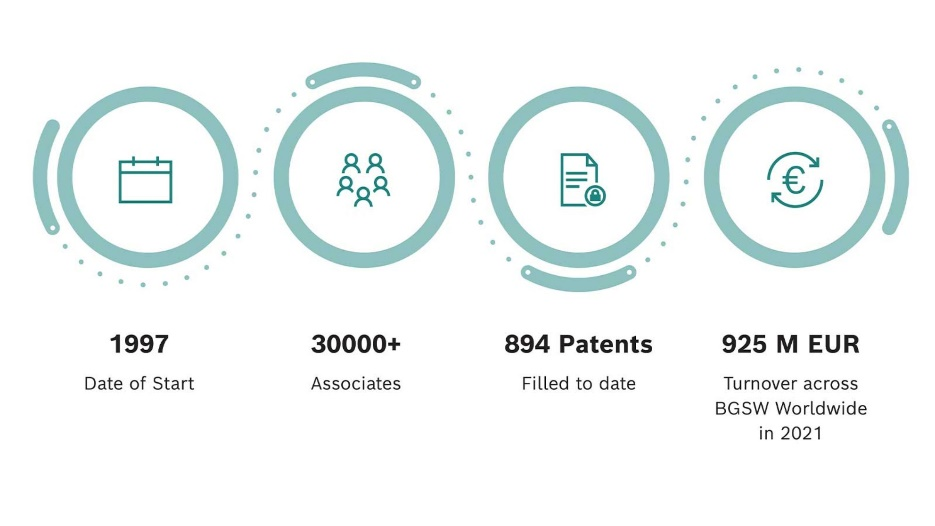 1997
Date of Start
30000+
Associates
894 Patents
Filled to date
925 M EUR
Turnover across
BGSW Worldwide
in 2021